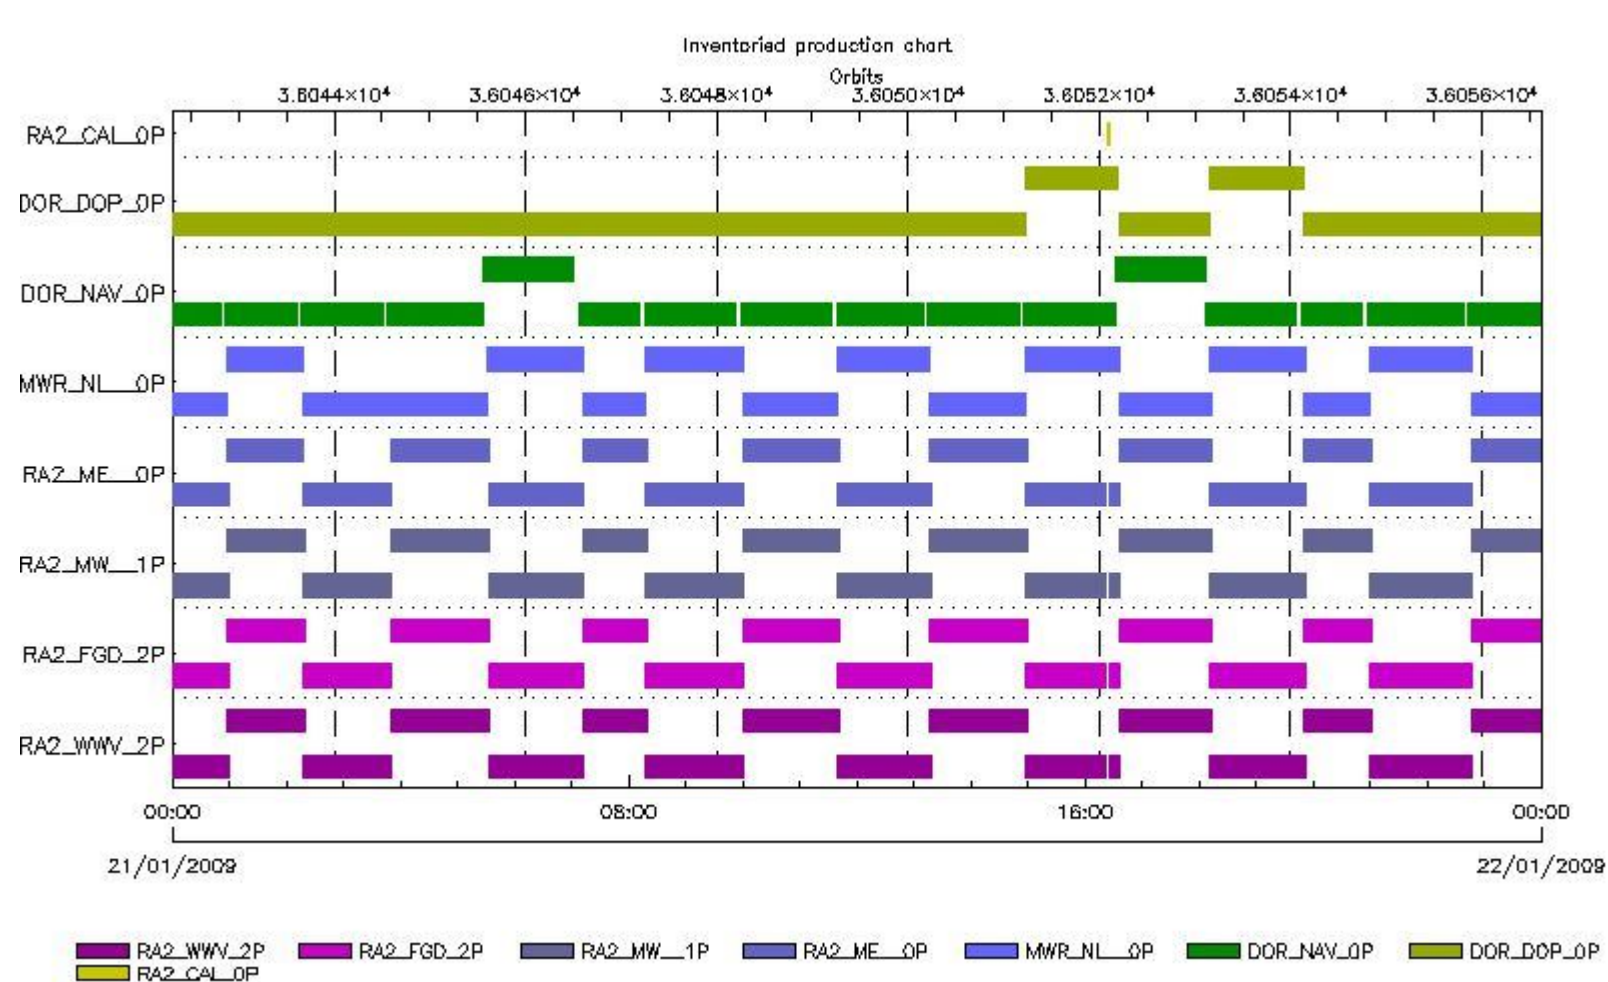 Inventoried production chart
Orbits
3.6044×10⁴ 3.6046×10⁴ 3.6048×10⁴ 3.6050×10⁴ 3.6052×10⁴ 3.6054×10⁴ 3.6056×10⁴
RA2_CAL_0P
DOR_DOP_0P
DOR_NAV_0P
MWR_NL__0P
RA2_ME__0P
RA2_MW__1P
RA2_FGD_2P
RA2_WWV_2P
00:00 08:00 16:00 00:00
21/01/2009 22/01/2009
RA2_WWV_2P RA2_FGD_2P RA2_MW__1P RA2_ME__0P MWR_NL__0P DOR_NAV_0P DOR_DOP_0P
RA2_CAL_0P